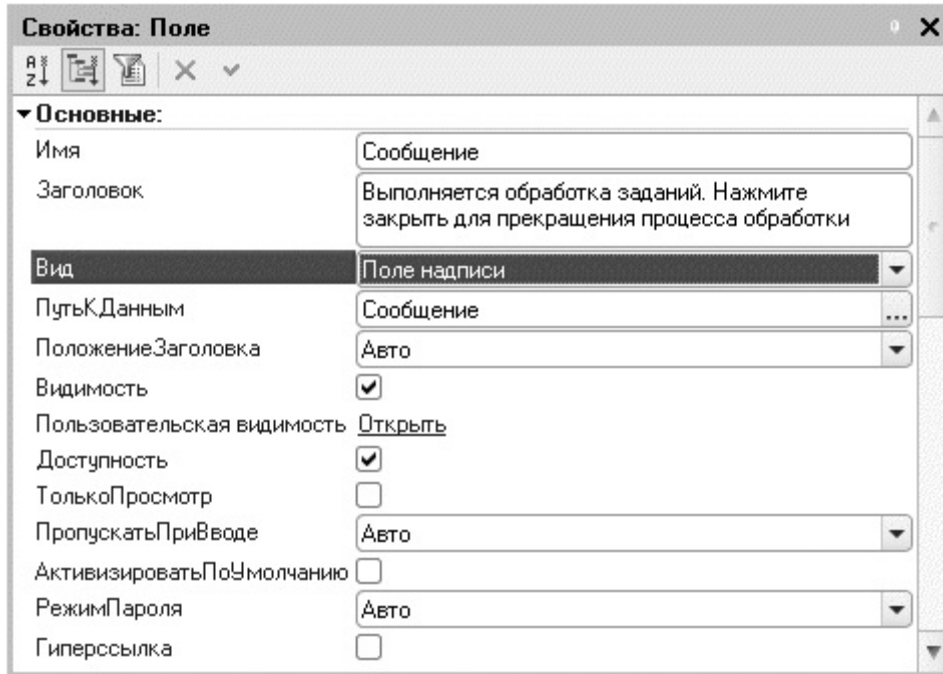 Свойства: Поле
Основные:
Имя Сообщение
Заголовок Выполняется обработка заданий. Нажмите
закрыть для прекращения процесса обработки
Вид Поле надписи
ПутьКДанным Сообщение ...
ПоложениеЗаголовка Авто
Видимость
Пользовательская видимость Открыть
Доступность
ТолькоПросмотр
ПропускатьПриВводе Авто
АктивизироватьПоУмолчанию
РежимПароля Авто
Гиперссылка